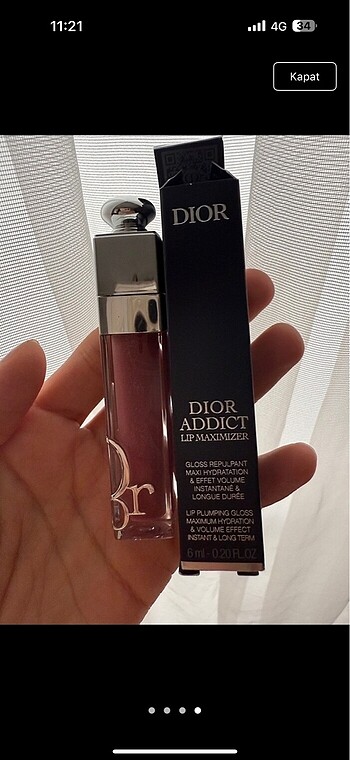 11:21
4G
34
Kapat
DIOR
DIOR
ADDICT
LIP MAXIMIZER
GLOSS REPULPANT
MAXI HYDRATATION
& EFFET VOLUME
INSTANTANÉ &
LONGUE DURÉE
LIP PLUMPING GLOSS
MAXIMUM HYDRATION
& VOLUME EFFECT
INSTANT & LONG TERM
6 ml - 0.20 FL.OZ
Dior